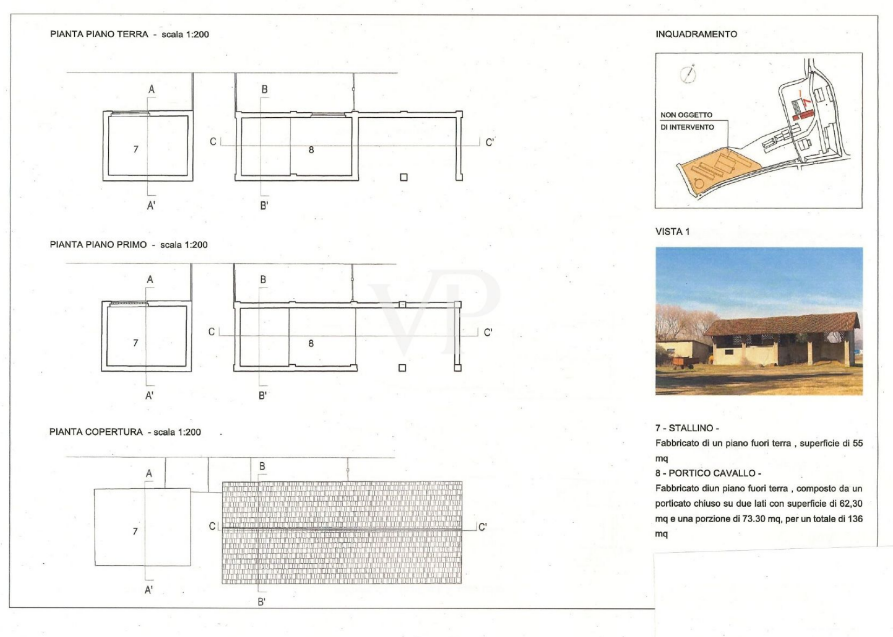 PIANTA PIANO TERRA - scala 1:200
A
B
7
C
8
C'
A'
B'
PIANTA PIANO PRIMO - scala 1:200
A
B
C
C'
7
8
A'
B'
PIANTA COPERTURA - scala 1:200
A
B
7
C
C'
A'
B'
VP
INQUADRAMENTO
NON OGGETTO
DI INTERVENTO
1
VISTA 1
7 - STALLINO -
Fabbricato di un piano fuori terra , superficie di 55
mq
8 - PORTICO CAVALLO -
Fabbricato diun piano fuori terra , composto da un
porticato chiuso su due lati con superficie di 62,30
mq e una porzione di 73.30 mq, per un totale di 136
mq